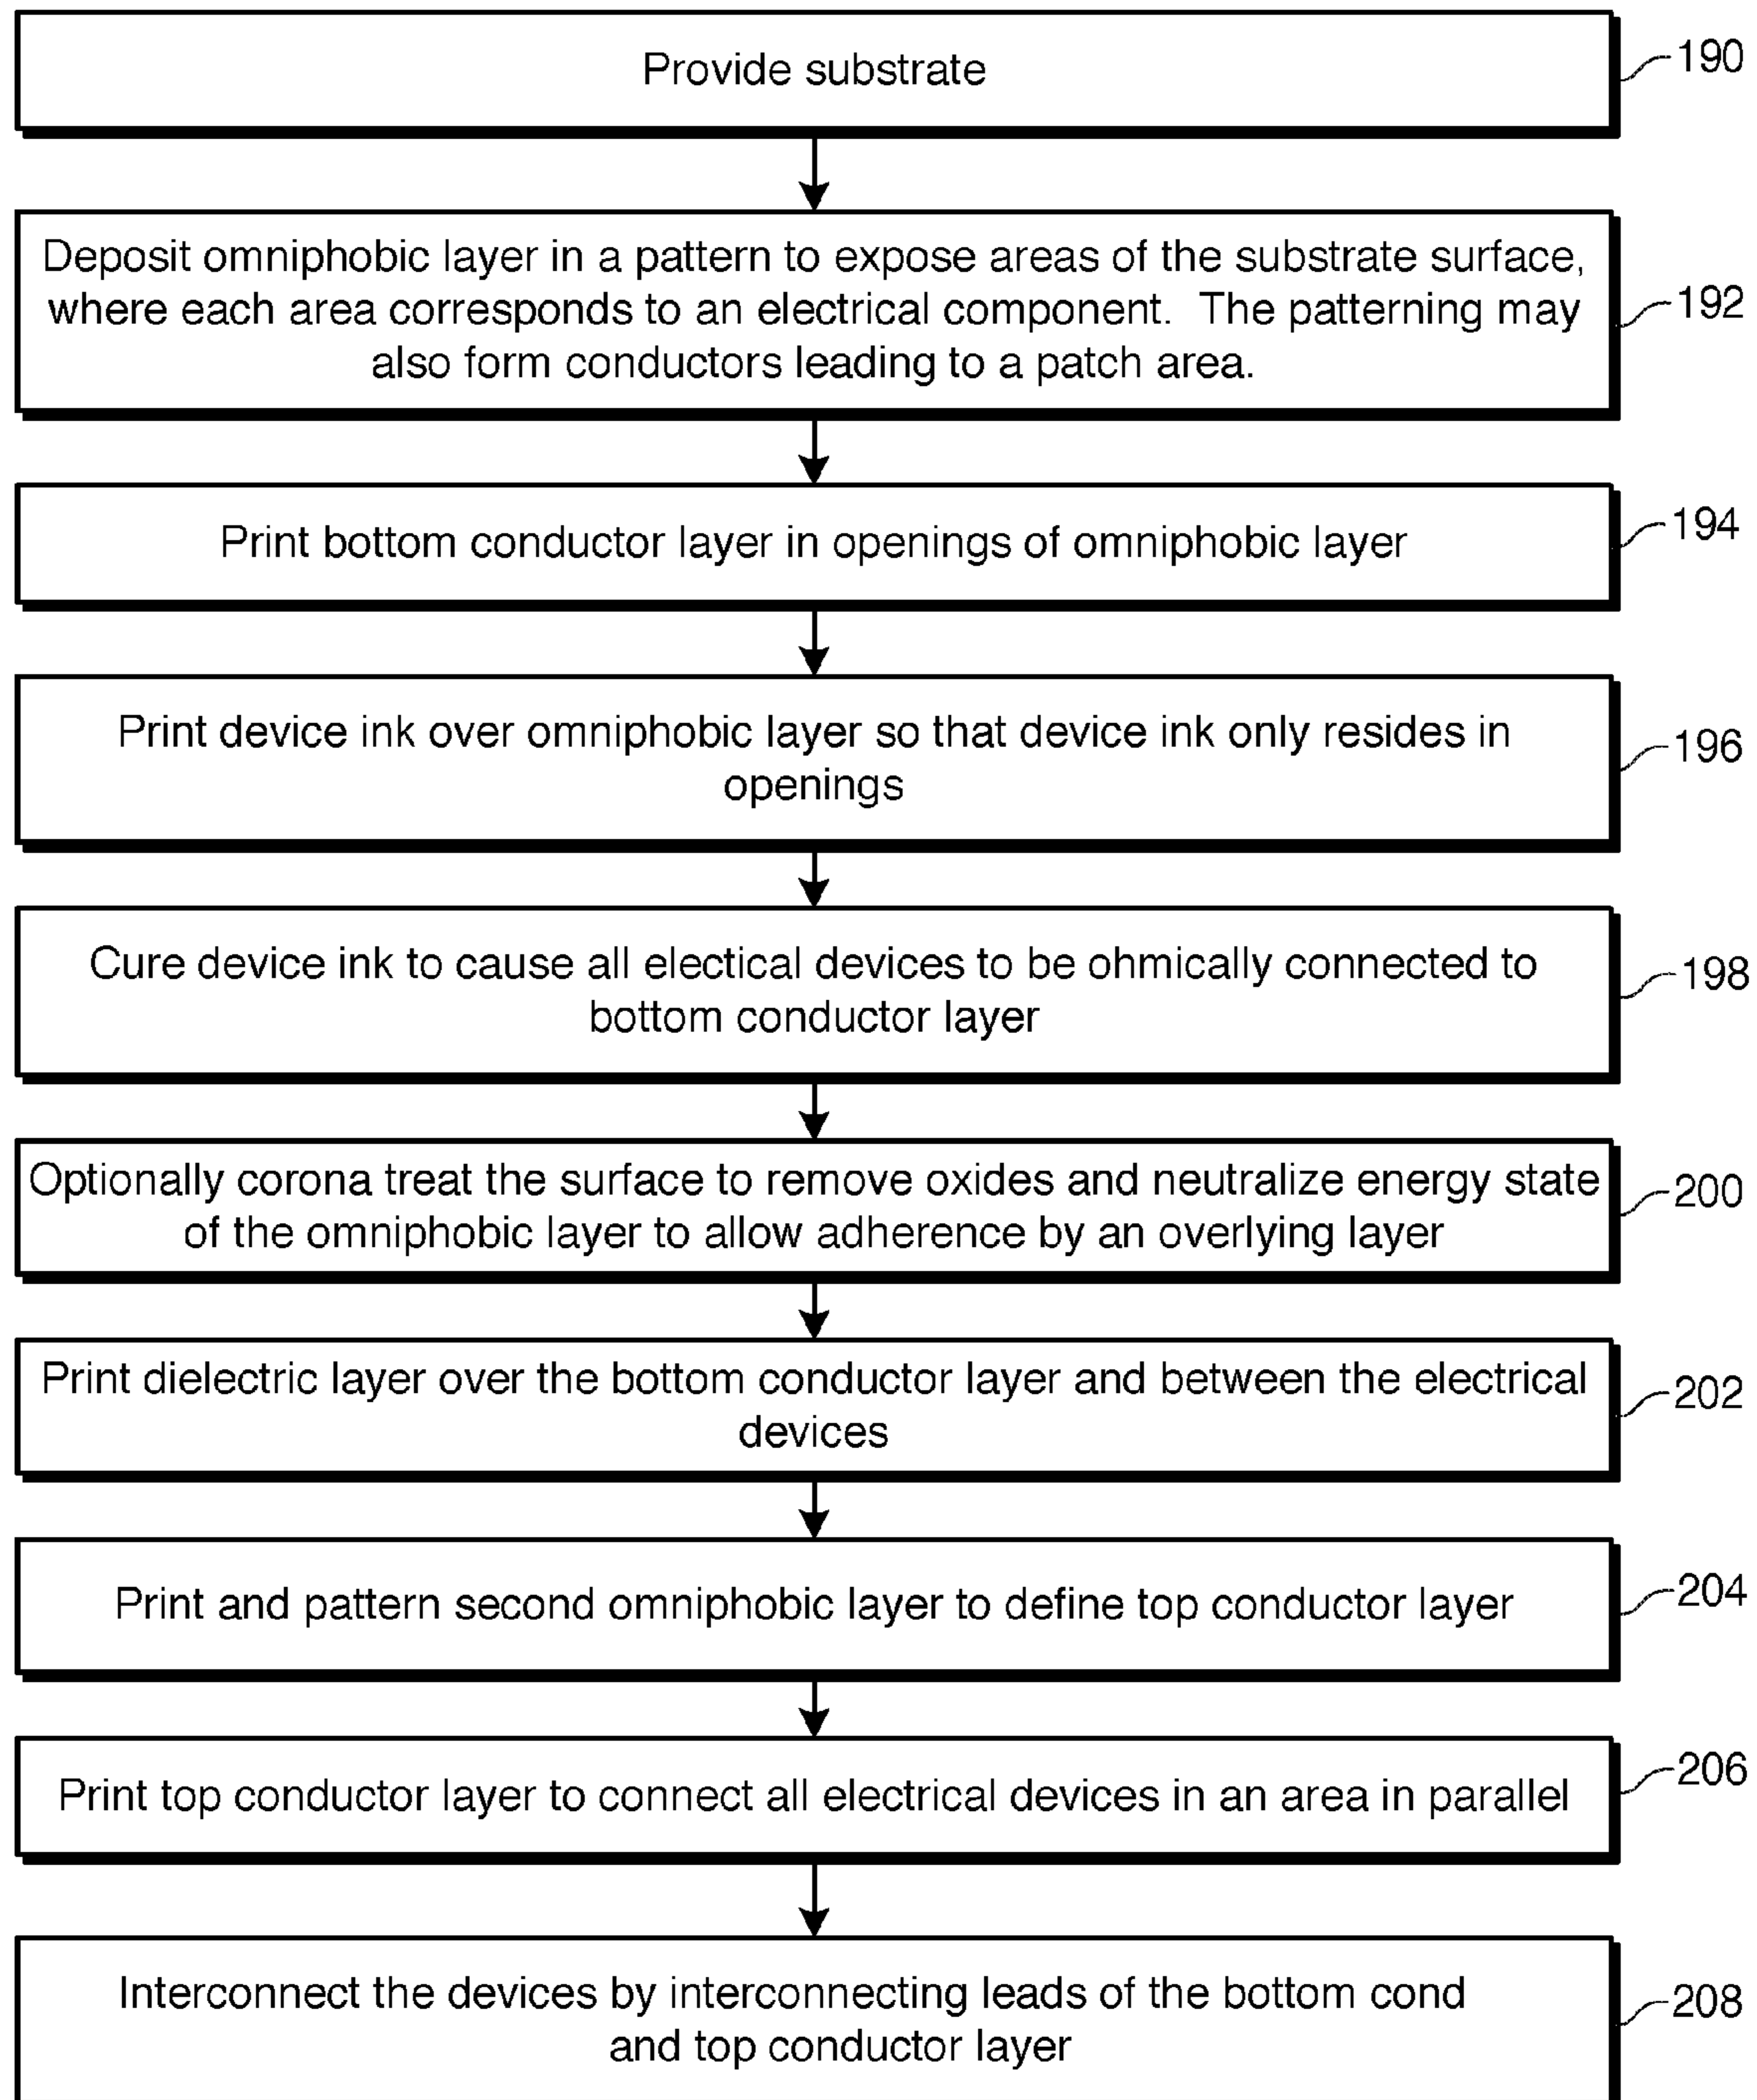 Provide substrate
190
Deposit omniphobic layer in a pattern to expose areas of the substrate surface,
where each area corresponds to an electrical component.  The patterning may
also form conductors leading to a patch area.
192
Print bottom conductor layer in openings of omniphobic layer
194
Print device ink over omniphobic layer so that device ink only resides in
openings
196
Cure device ink to cause all electical devices to be ohmically connected to
bottom conductor layer
198
Optionally corona treat the surface to remove oxides and neutralize energy state
of the omniphobic layer to allow adherence by an overlying layer
200
Print dielectric layer over the bottom conductor layer and between the electrical
devices
202
Print and pattern second omniphobic layer to define top conductor layer
204
Print top conductor layer to connect all electrical devices in an area in parallel
206
Interconnect the devices by interconnecting leads of the bottom cond
and top conductor layer
208